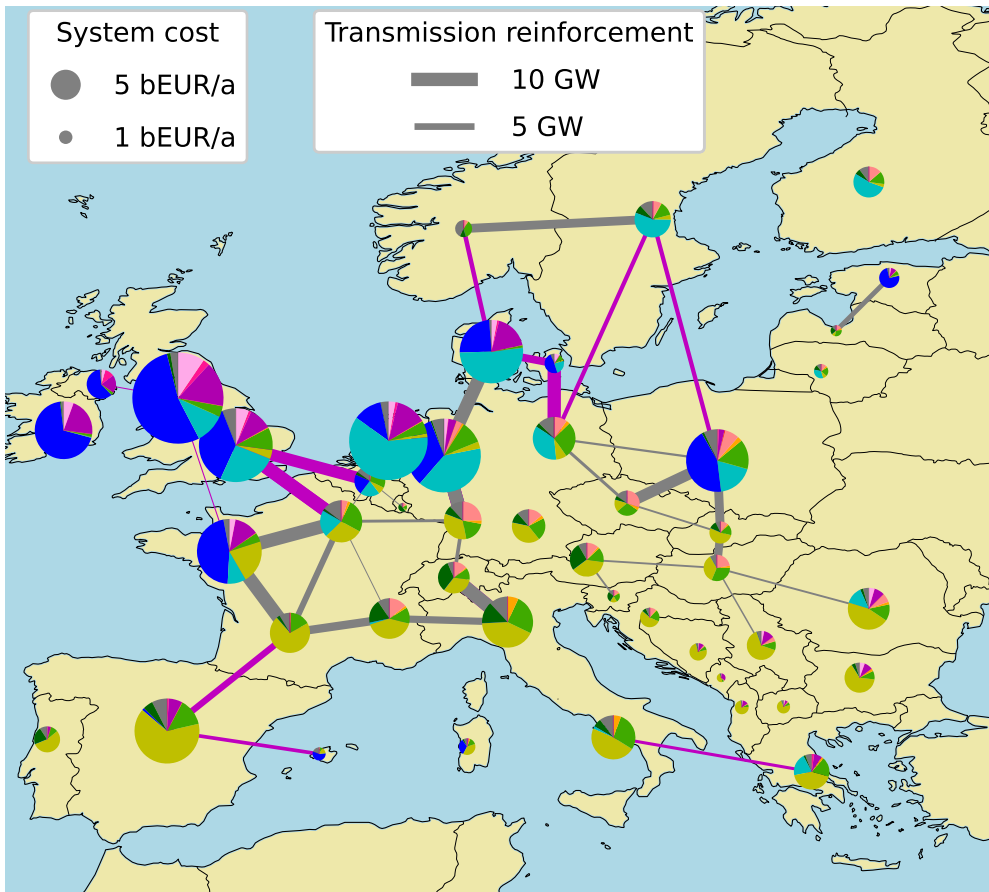 System cost
5 bEUR/a
1 bEUR/a
Transmission reinforcement
10 GW
5 GW